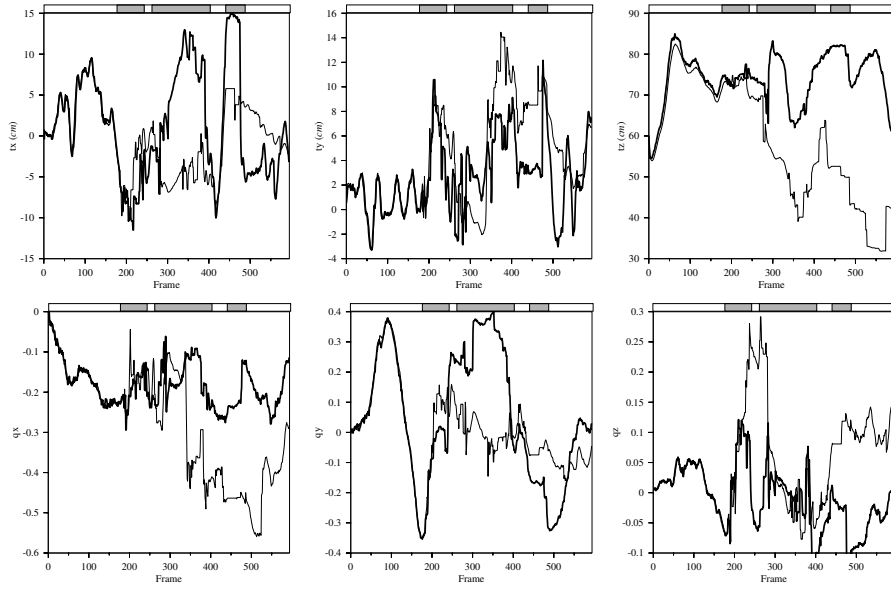 15
10
5
0
-5
-10
-15
tx (cm)
0 100 200 300 400 500
Frame
16
14
12
10
8
6
4
2
0
-2
-4
ty (cm)
0 100 200 300 400 500
Frame
90
80
70
60
50
40
30
tz (cm)
0 100 200 300 400 500
Frame
0
-0.1
-0.2
-0.3
-0.4
-0.5
-0.6
qx
0 100 200 300 400 500
Frame
0.4
0.3
0.2
0.1
0
-0.1
-0.2
-0.3
-0.4
qy
0 100 200 300 400 500
Frame
0.3
0.25
0.2
0.15
0.1
0.05
0
-0.05
-0.1
qz
0 100 200 300 400 500
Frame